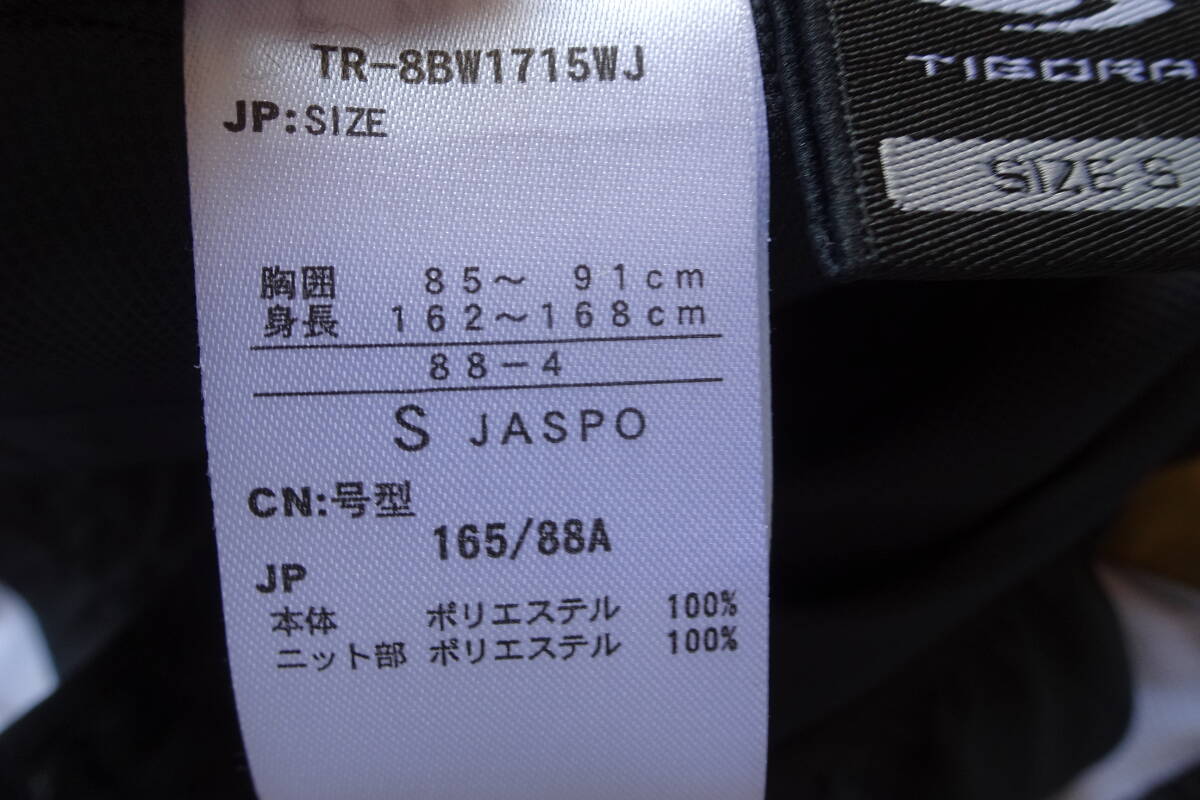 TR-8BW1715WJ
JP:SIZE
胸囲 85～ 91cm
身長 162～168cm
88-4
S JASPO
CN:号型
165/88A
JP
本体 ポリエステル 100%
ニット部 ポリエステル 100%
TIGORA
SIZE S